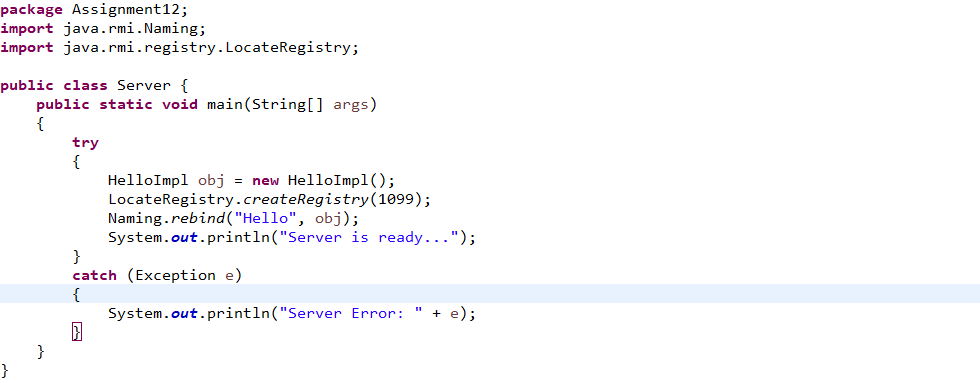 package Assignment12;
import java.rmi.Naming;
import java.rmi.registry.LocateRegistry;

public class Server {
    public static void main(String[] args)
    {
        try
        {
            HelloImpl obj = new HelloImpl();
            LocateRegistry.createRegistry(1099);
            Naming.rebind("Hello", obj);
            System.out.println("Server is ready...");
        }
        catch (Exception e)
        {
            System.out.println("Server Error: " + e);
        }
    }
}